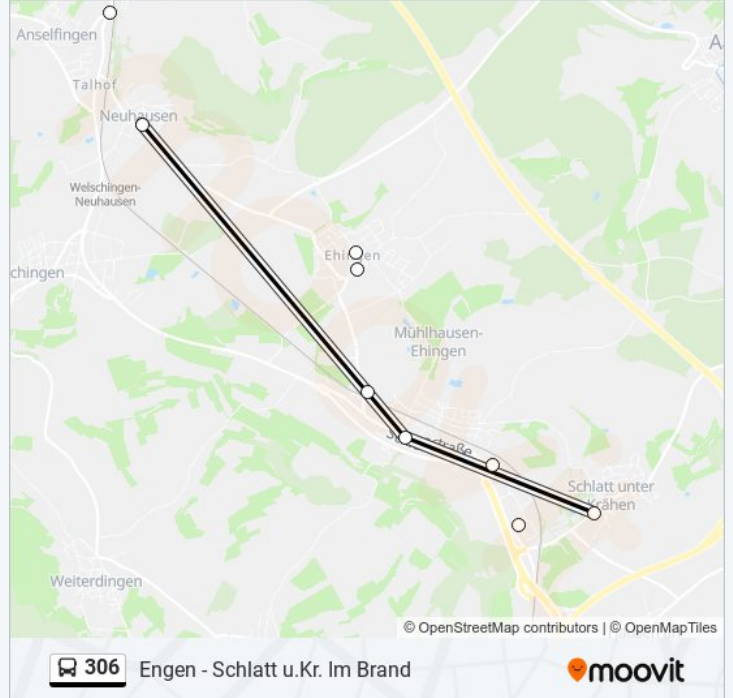 Anselfingen
A
Talhof
Neuhausen
Welschingen-
Neuhausen
chingen
Ehingen
Mühlhausen-
Ehingen
Schlatt unter
Krähen
Weiterdingen
© OpenStreetMap contributors | © OpenMapTiles
306 Engen - Schlatt u.Kr. Im Brand
moovit